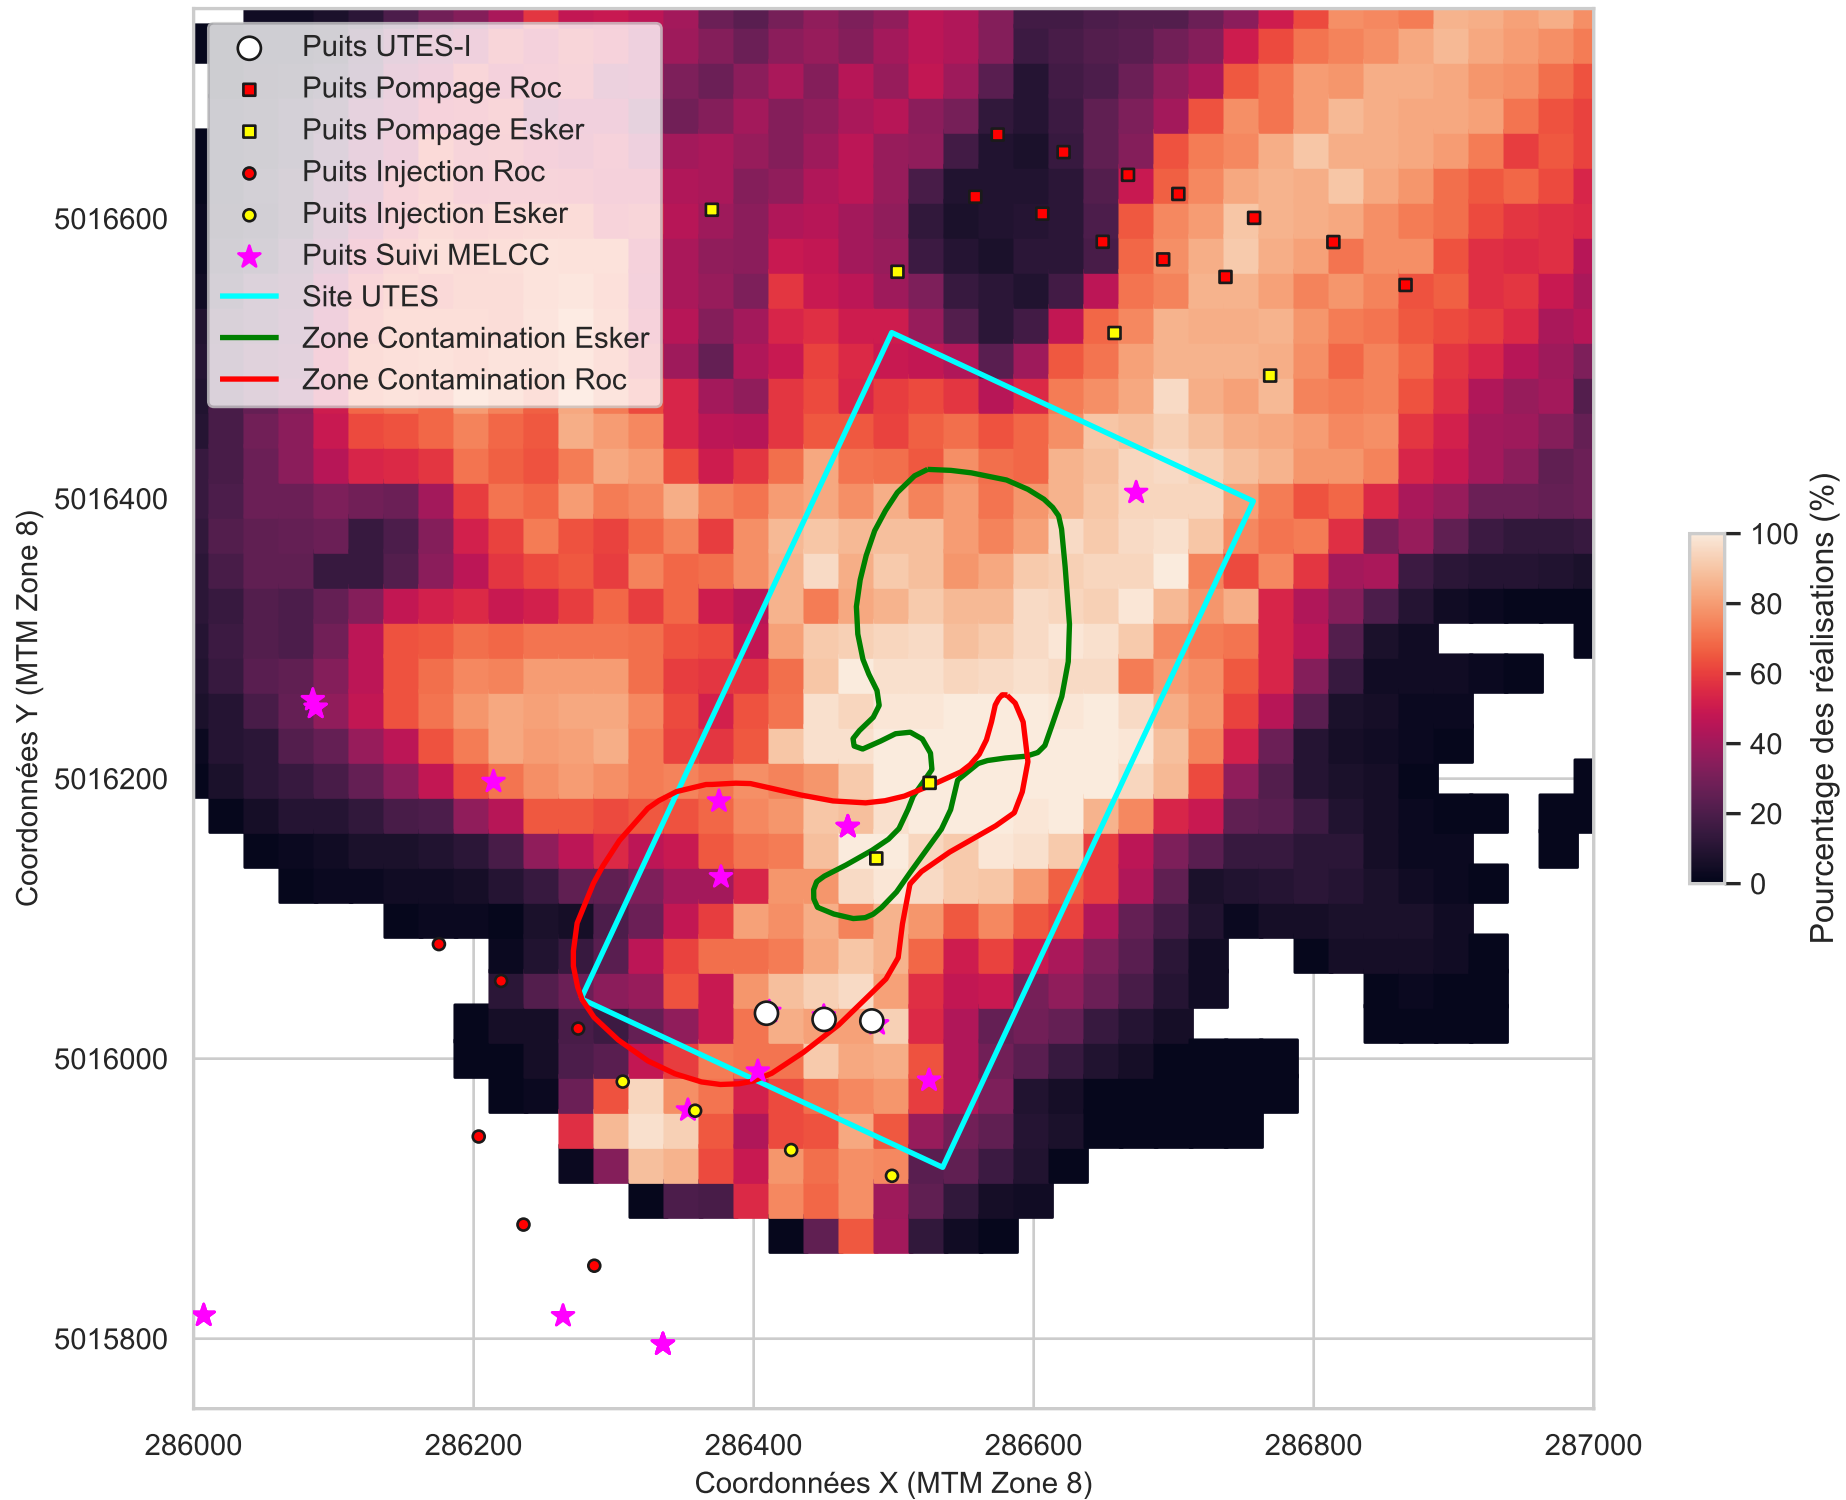 Puits UTES-I
Puits Pompage Roc
Puits Pompage Esker
Puits Injection Roc
Puits Injection Esker
Puits Suivi MELCC
Site UTES
Zone Contamination Esker
Zone Contamination Roc
5016600
5016400
5016200
5016000
5015800
Coordonnées Y (MTM Zone 8)
286000
286200
286400
286600
286800
287000
Coordonnées X (MTM Zone 8)
100
80
60
40
20
0
Pourcentage des réalisations (%)